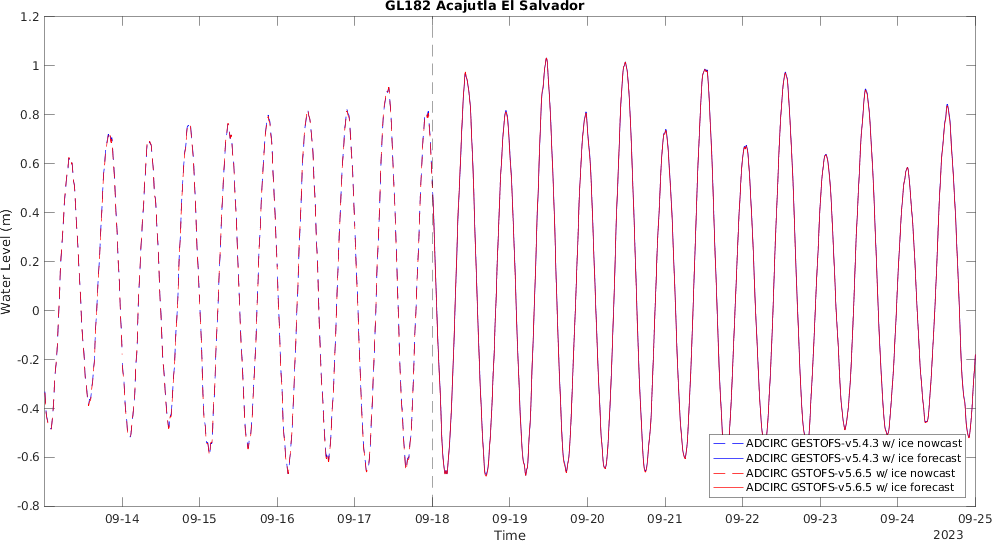 GL182 Acajutla El Salvador
1.2
1
0.8
0.6
0.4
0.2
0
-0.2
-0.4
-0.6
-0.8
Water Level (m)
ADCIRC GESTOFS-v5.4.3 w/ ice nowcast
ADCIRC GESTOFS-v5.4.3 w/ ice forecast
ADCIRC GSTOFS-v5.6.5 w/ ice nowcast
ADCIRC GSTOFS-v5.6.5 w/ ice forecast
09-14 09-15 09-16 09-17 09-18 09-19 09-20 09-21 09-22 09-23 09-24 09-25
Time
2023